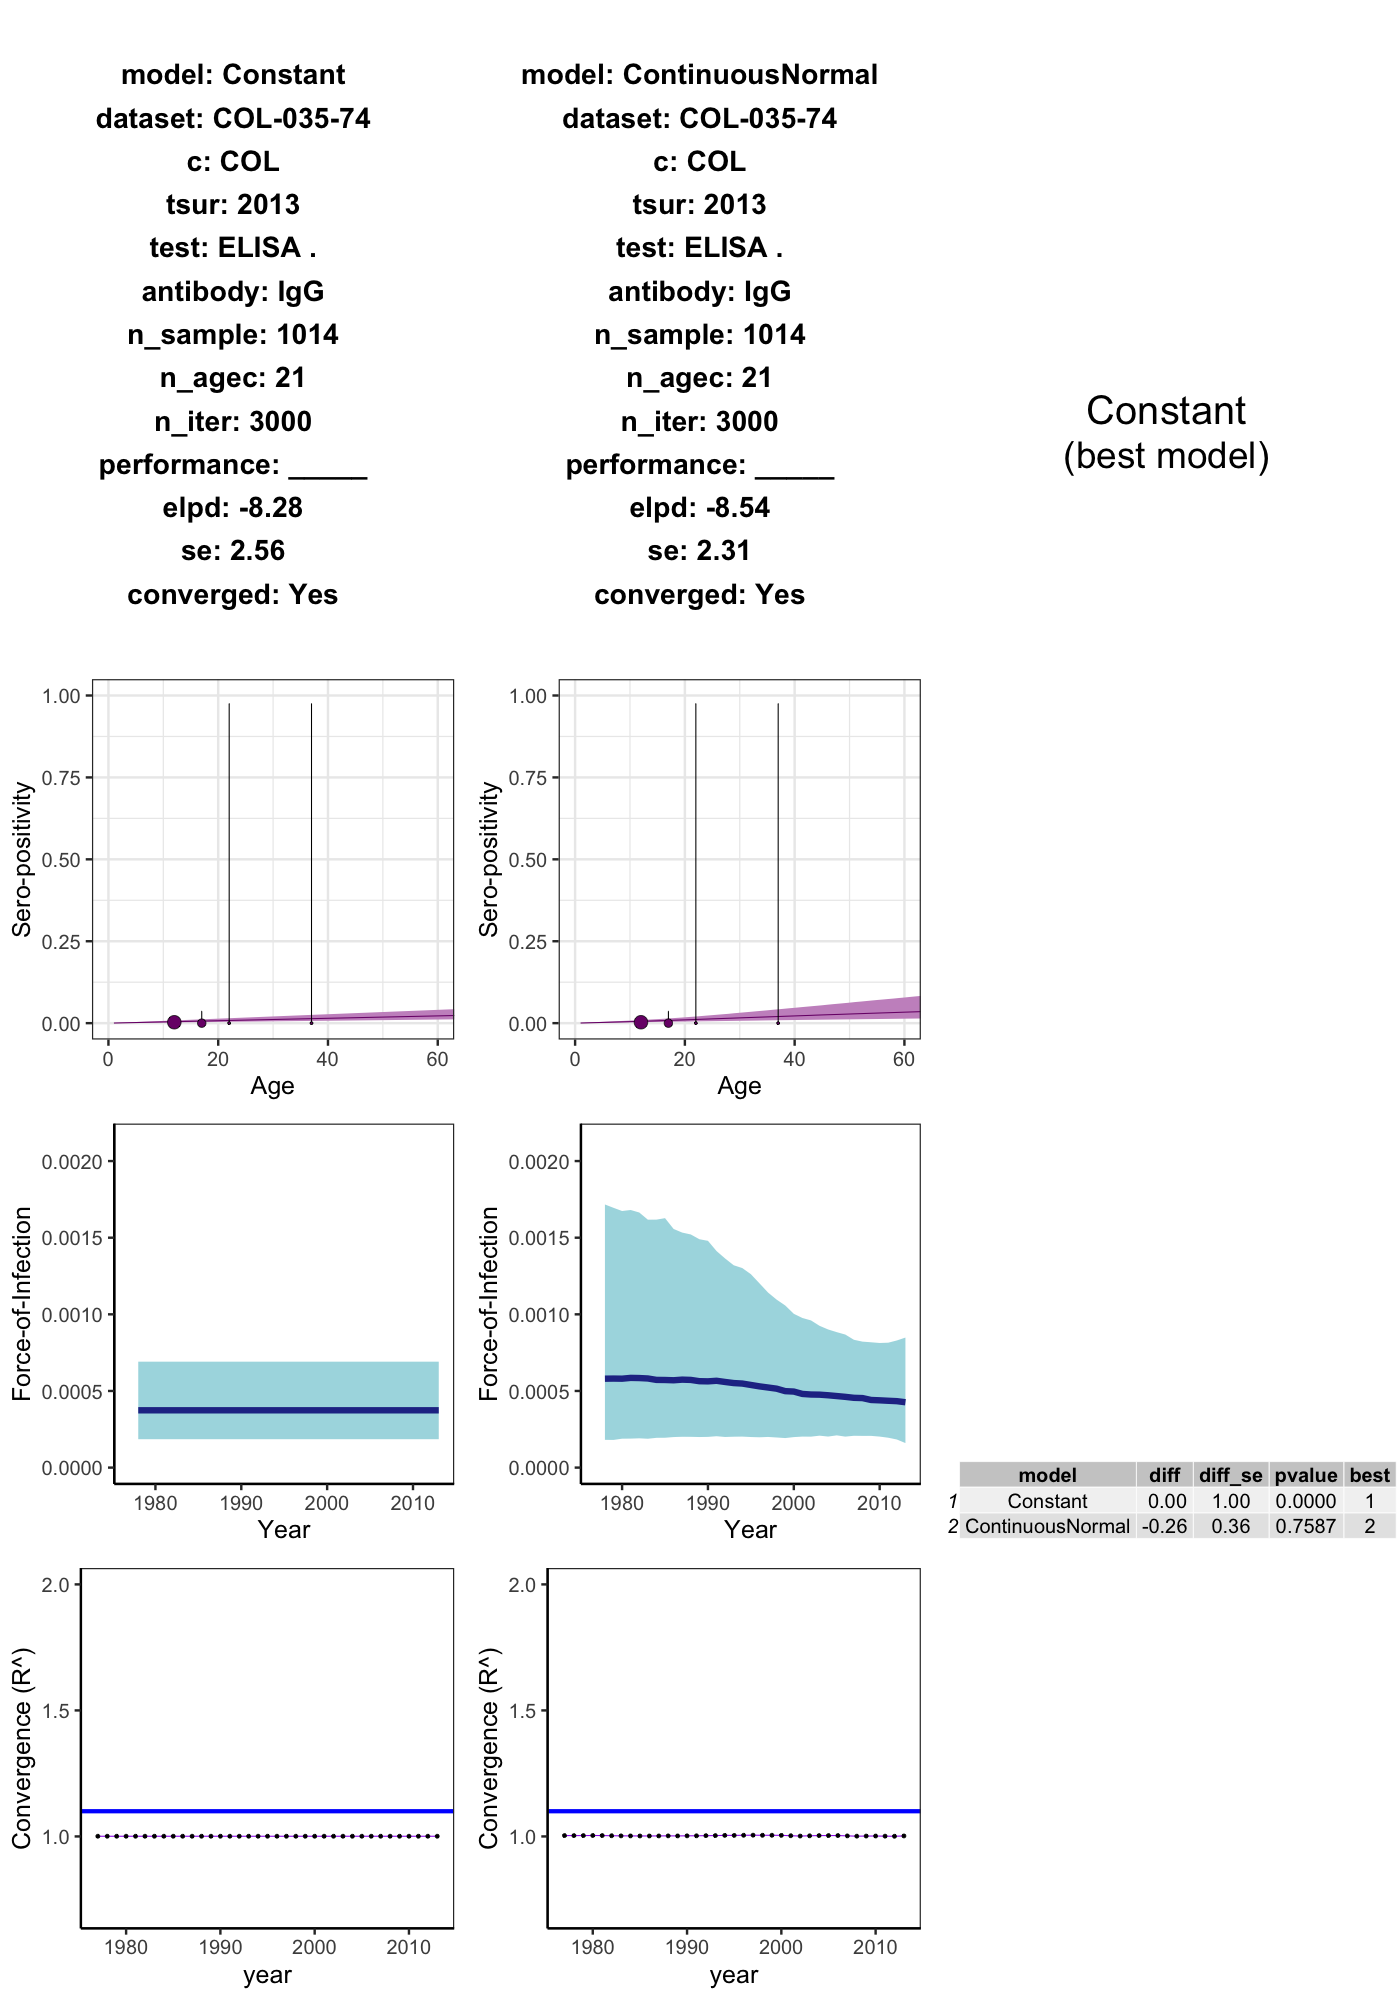 model: Constant
dataset: COL-035-74
c: COL
tsur: 2013
test: ELISA .
antibody: IgG
n_sample: 1014
n_agec: 21
n_iter: 3000
performance: _____
elpd: -8.28
se: 2.56
converged: Yes
model: ContinuousNormal
dataset: COL-035-74
c: COL
tsur: 2013
test: ELISA .
antibody: IgG
n_sample: 1014
n_agec: 21
n_iter: 3000
performance: _____
elpd: -8.54
se: 2.31
converged: Yes
Constant
(best model)
Sero-positivity
1.00
0.75
0.50
0.25
0.00
0 20 40 60
Age
Sero-positivity
1.00
0.75
0.50
0.25
0.00
0 20 40 60
Age
Force-of-Infection
0.0020
0.0015
0.0010
0.0005
0.0000
1980 1990 2000 2010
Year
Force-of-Infection
0.0020
0.0015
0.0010
0.0005
0.0000
1980 1990 2000 2010
Year
model diff diff_se pvalue best
1 Constant 0.00 1.00 0.0000 1
2 ContinuousNormal -0.26 0.36 0.7587 2
Convergence (R^)
2.0
1.5
1.0
1980 1990 2000 2010
year
Convergence (R^)
2.0
1.5
1.0
1980 1990 2000 2010
year